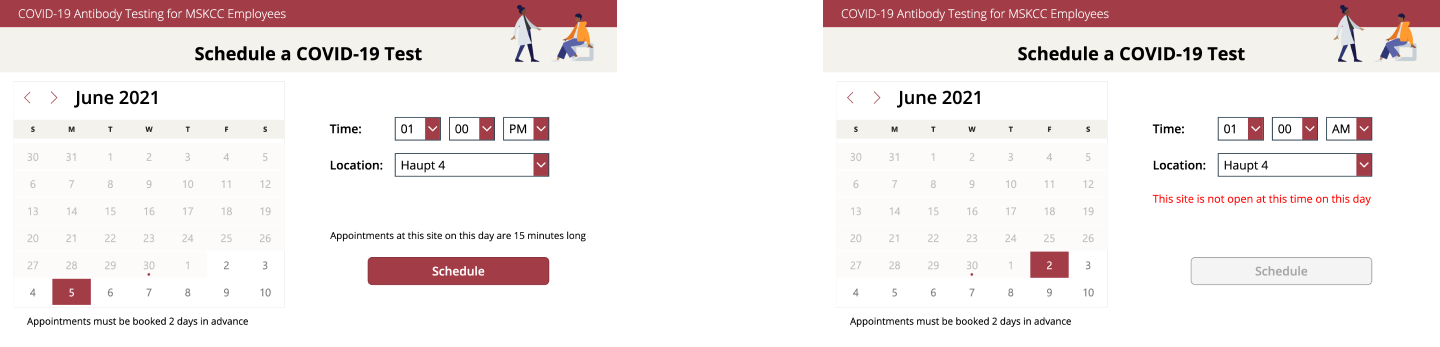 COVID-19 Antibody Testing for MSKCC Employees
Schedule a COVID-19 Test
June 2021
S M T W T F S
30 31 1 2 3 4 5
6 7 8 9 10 11 12
13 14 15 16 17 18 19
20 21 22 23 24 25 26
27 28 29 30 1 2 3
4 5 6 7 8 9 10
Appointments must be booked 2 days in advance
Time: 01 00 PM
Location: Haupt 4
Appointments at this site on this day are 15 minutes long
Schedule
COVID-19 Antibody Testing for MSKCC Employees
Schedule a COVID-19 Test
June 2021
S M T W T F S
30 31 1 2 3 4 5
6 7 8 9 10 11 12
13 14 15 16 17 18 19
20 21 22 23 24 25 26
27 28 29 30 1 2 3
4 5 6 7 8 9 10
Appointments must be booked 2 days in advance
Time: 01 00 AM
Location: Haupt 4
This site is not open at this time on this day
Schedule